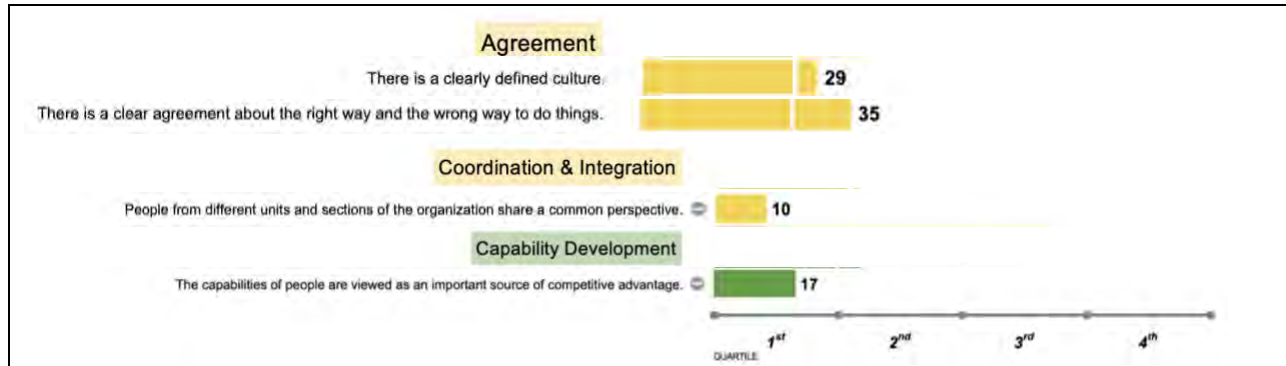 Agreement
There is a clearly defined culture. 29
There is a clear agreement about the right way and the wrong way to do things. 35
Coordination & Integration
People from different units and sections of the organization share a common perspective. 10
Capability Development
The capabilities of people are viewed as an important source of competitive advantage. 17
1st 2nd 3rd 4th
QUARTILE